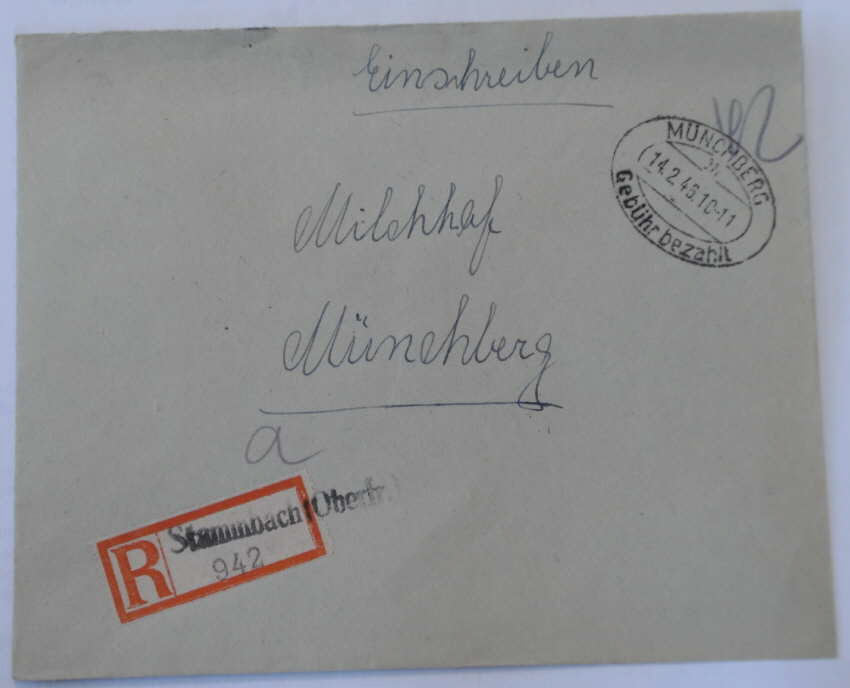 Einschreiben
MÜNCHBERG
14.2.46.10-11
Gebühr bezahlt
Milchhof
Münchberg
a
R
Stammbach (Oberfr.)
942